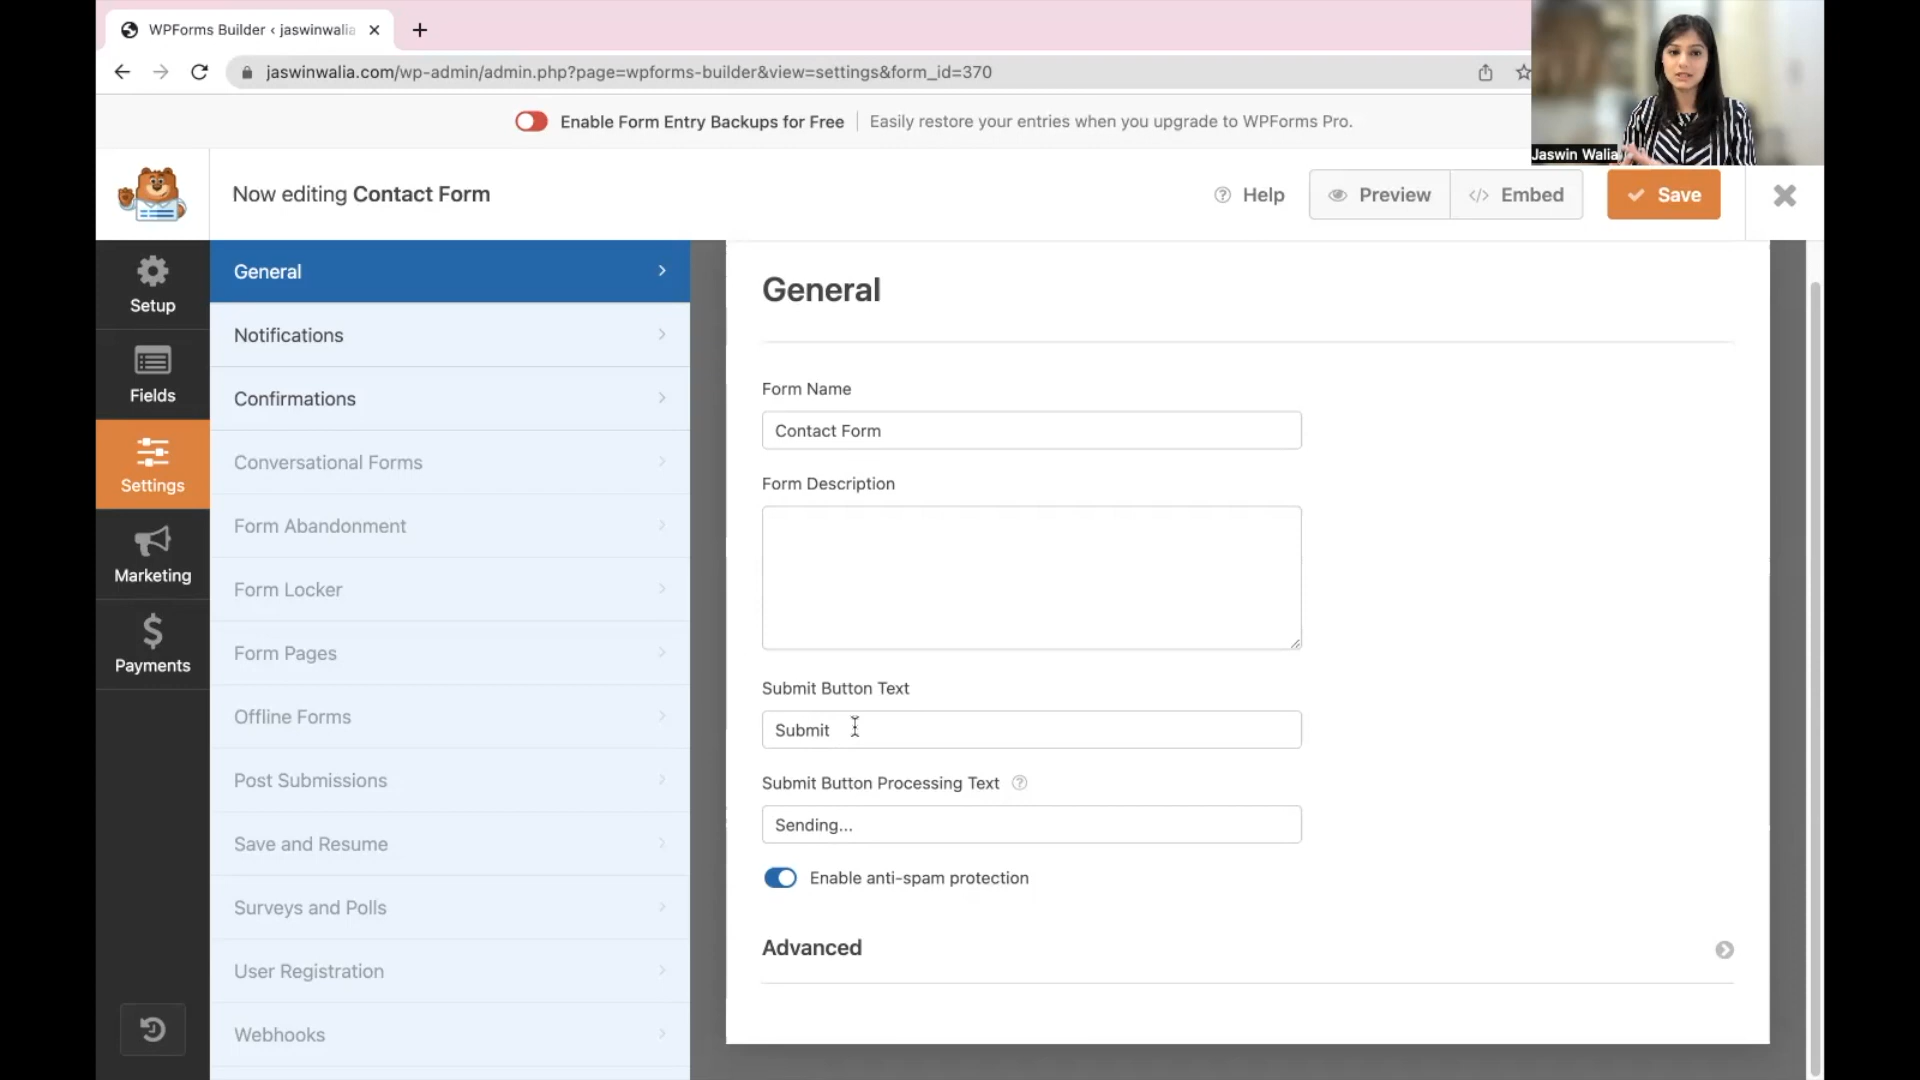 WPForms Builder ‹ jaswinwalia
jaswinwalia.com/wp-admin/admin.php?page=wpforms-builder&view=settings&form_id=370
Enable Form Entry Backups for Free
Easily restore your entries when you upgrade to WPForms Pro.
Jaswin Walia
Now editing Contact Form
Help
Preview
</> Embed
Save
Setup
Fields
Settings
Marketing
Payments
General
Notifications
Confirmations
Conversational Forms
Form Abandonment
Form Locker
Form Pages
Offline Forms
Post Submissions
Save and Resume
Surveys and Polls
User Registration
Webhooks
General
Form Name
Contact Form
Form Description
Submit Button Text
Submit
Submit Button Processing Text
Sending...
Enable anti-spam protection
Advanced